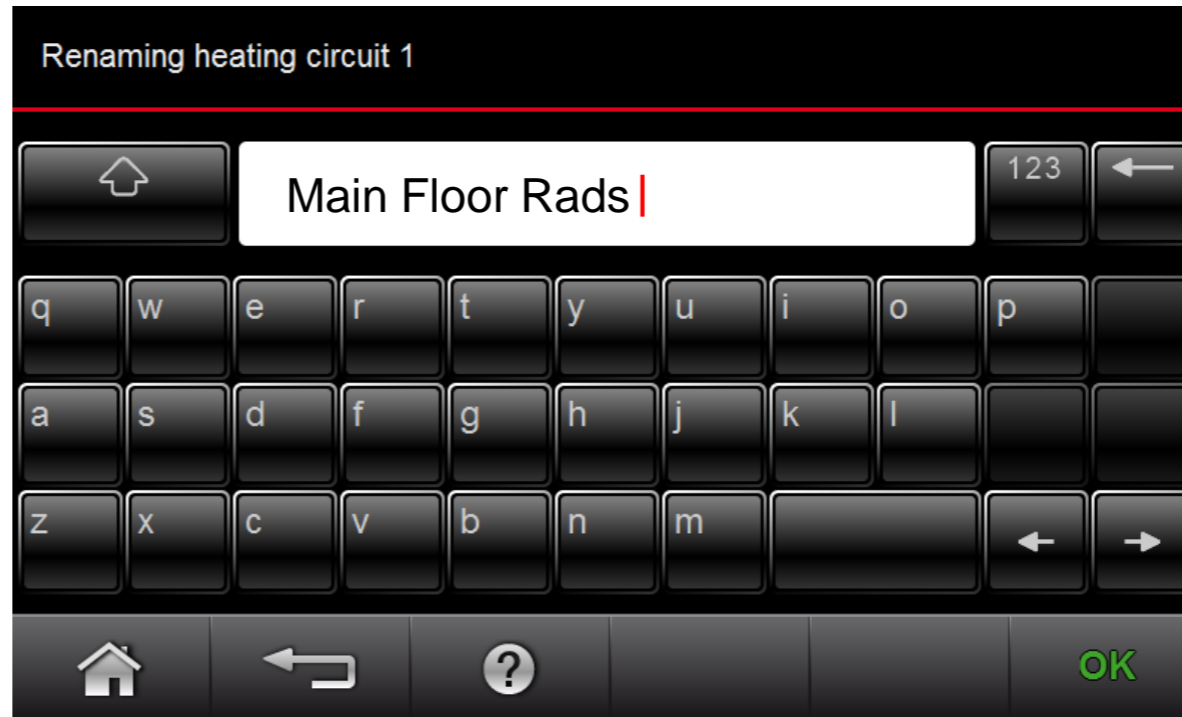 Renaming heating circuit 1
Main Floor Rads
123
q w e r t y u i o p
a s d f g h j k l
z x c v b n m
?
OK